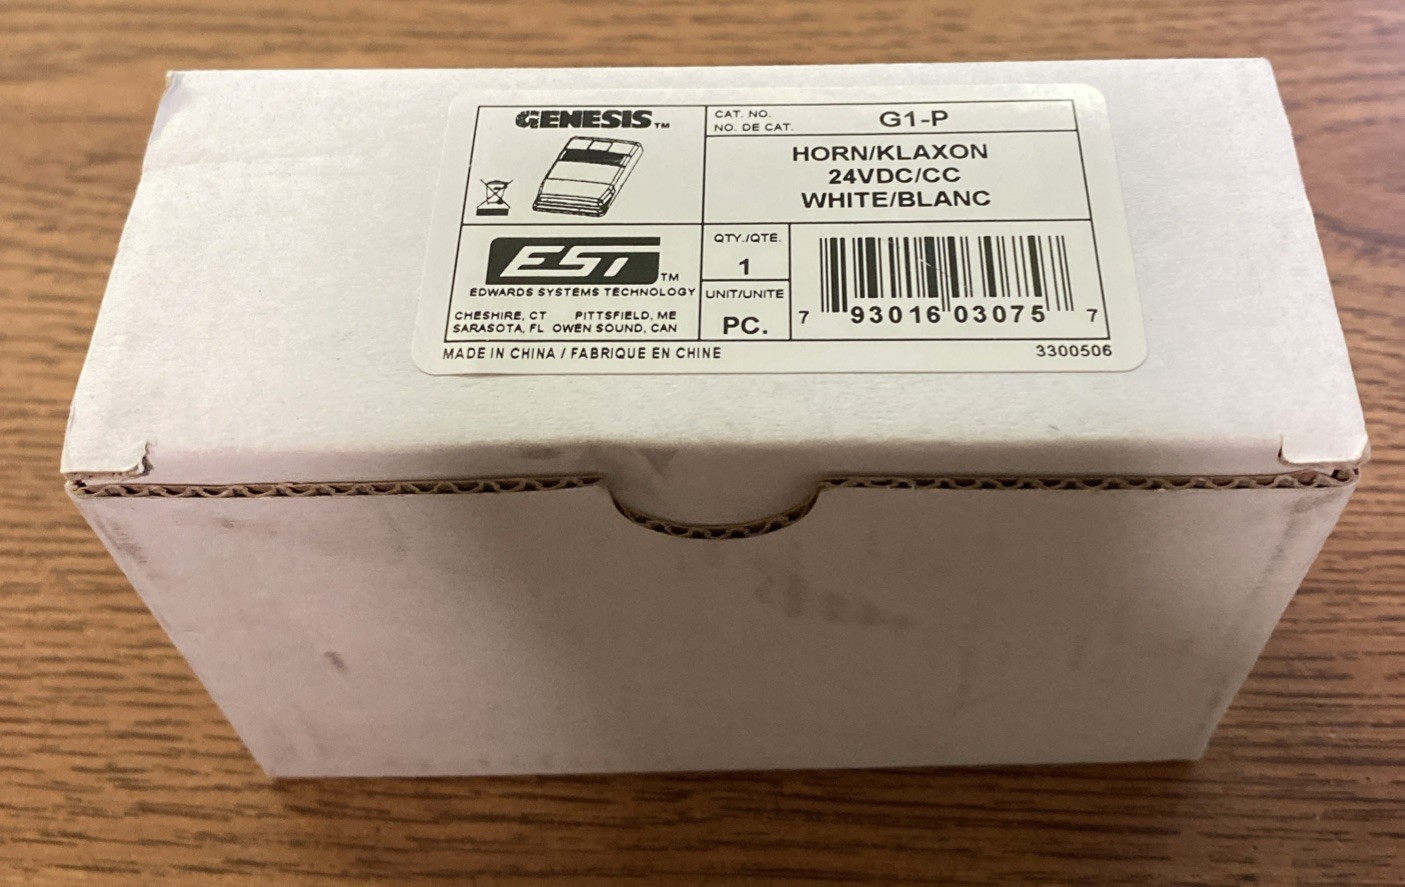 GENESIS™
CAT. NO.
NO. DE CAT.
G1-P
HORN/KLAXON
24VDC/CC
WHITE/BLANC
EST™
EDWARDS SYSTEMS TECHNOLOGY
CHESHIRE, CT PITTSFIELD, ME
SARASOTA, FL OWEN SOUND, CAN
QTY./QTE.
1
UNIT/UNITE
PC.
7 93016 03075 7
MADE IN CHINA / FABRIQUE EN CHINE
3300506